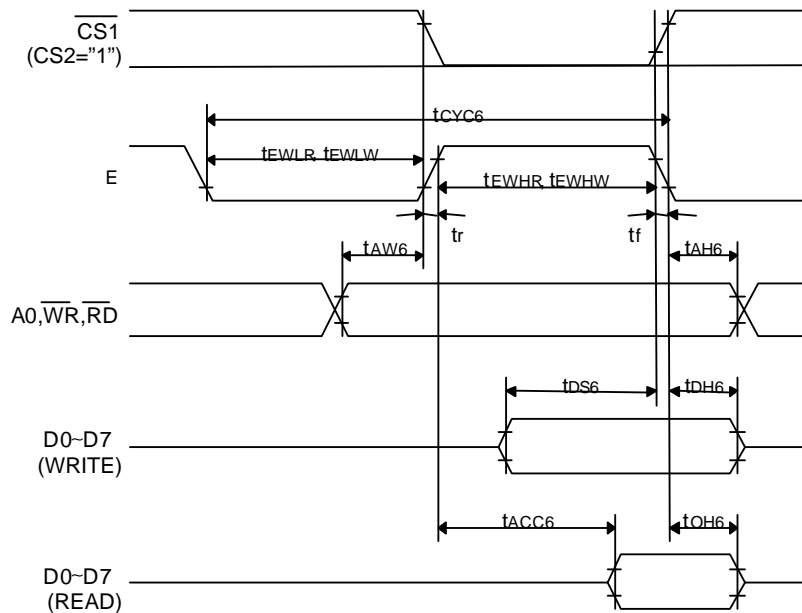 CS1
(CS2="1")
tCYC6
tEWLR, tEWLW
E
tEWHR, tEWHW
tr
tf
tAW6
tAH6
A0,WR,RD
tDS6
tDH6
D0~D7
(WRITE)
tACC6
tOH6
D0~D7
(READ)